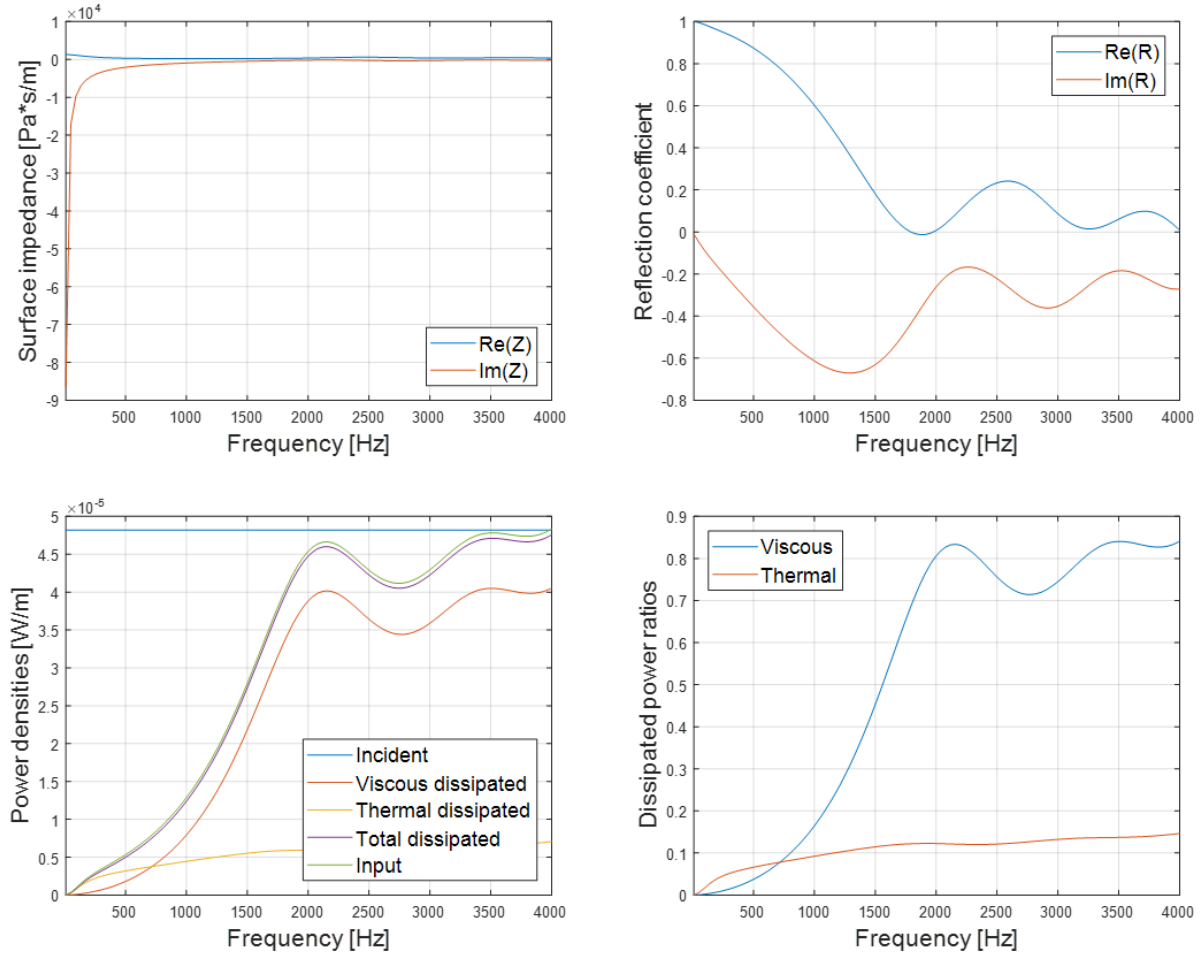 ×10^4
1
0
-1
-2
-3
-4
-5
-6
-7
-8
-9
500 1000 1500 2000 2500 3000 3500 4000
Surface impedance [Pa*s/m]
Frequency [Hz]
Re(Z)
Im(Z)
1
0.8
0.6
0.4
0.2
0
-0.2
-0.4
-0.6
-0.8
500 1000 1500 2000 2500 3000 3500 4000
Reflection coefficient
Frequency [Hz]
Re(R)
Im(R)
×10^-5
5
4.5
4
3.5
3
2.5
2
1.5
1
0.5
0
500 1000 1500 2000 2500 3000 3500 4000
Power densities [W/m]
Frequency [Hz]
Incident
Viscous dissipated
Thermal dissipated
Total dissipated
Input
0.9
0.8
0.7
0.6
0.5
0.4
0.3
0.2
0.1
0
500 1000 1500 2000 2500 3000 3500 4000
Dissipated power ratios
Frequency [Hz]
Viscous
Thermal